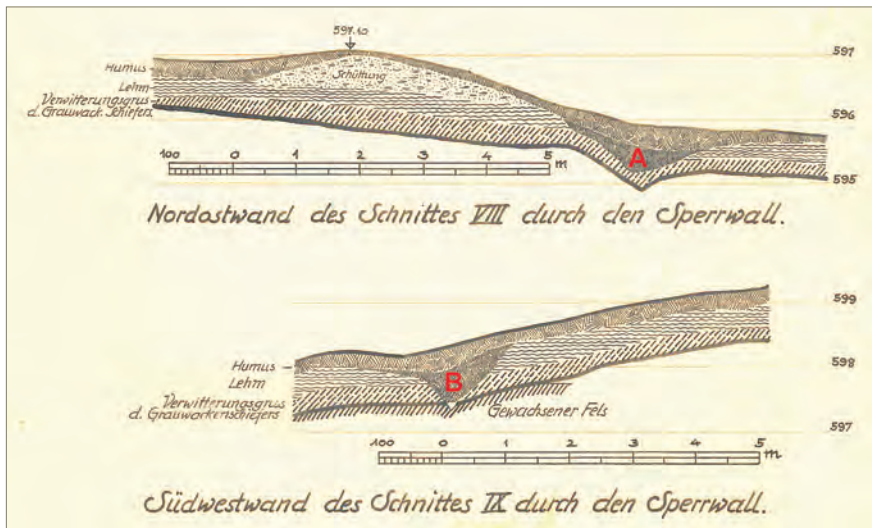 597.10
597
Humus
Schüttung
Lehm
Verwitterungsgrus
d. Grauwack. Schiefers.
596
A
100 0 1 2 3 4 5 m
595
Nordostwand des Schnittes VIII durch den Sperrwall.
599
Humus
598
Lehm
B
Verwitterungsgrus
d. Grauwackenschiefers
Gewachsener Fels
597
100 0 1 2 3 4 5 m
Südwestwand des Schnittes IX durch den Sperrwall.